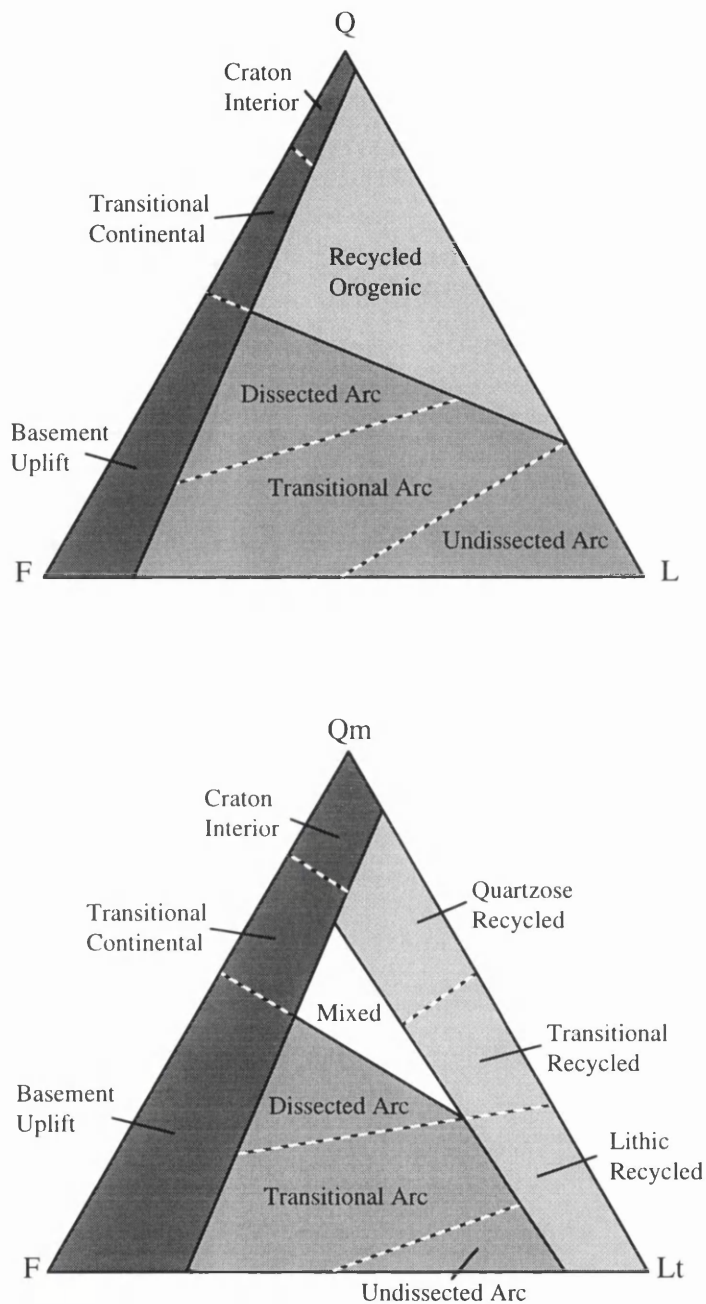 Q
Craton
Interior
Transitional
Continental
Recycled
Orogenic
Dissected Arc
Basement
Uplift
Transitional Arc
Undissected Arc
F
L
Qm
Craton
Interior
Quartzose
Recycled
Transitional
Continental
Mixed
Transitional
Recycled
Basement
Uplift
Dissected Arc
Lithic
Recycled
Transitional Arc
F
Lt
Undissected Arc